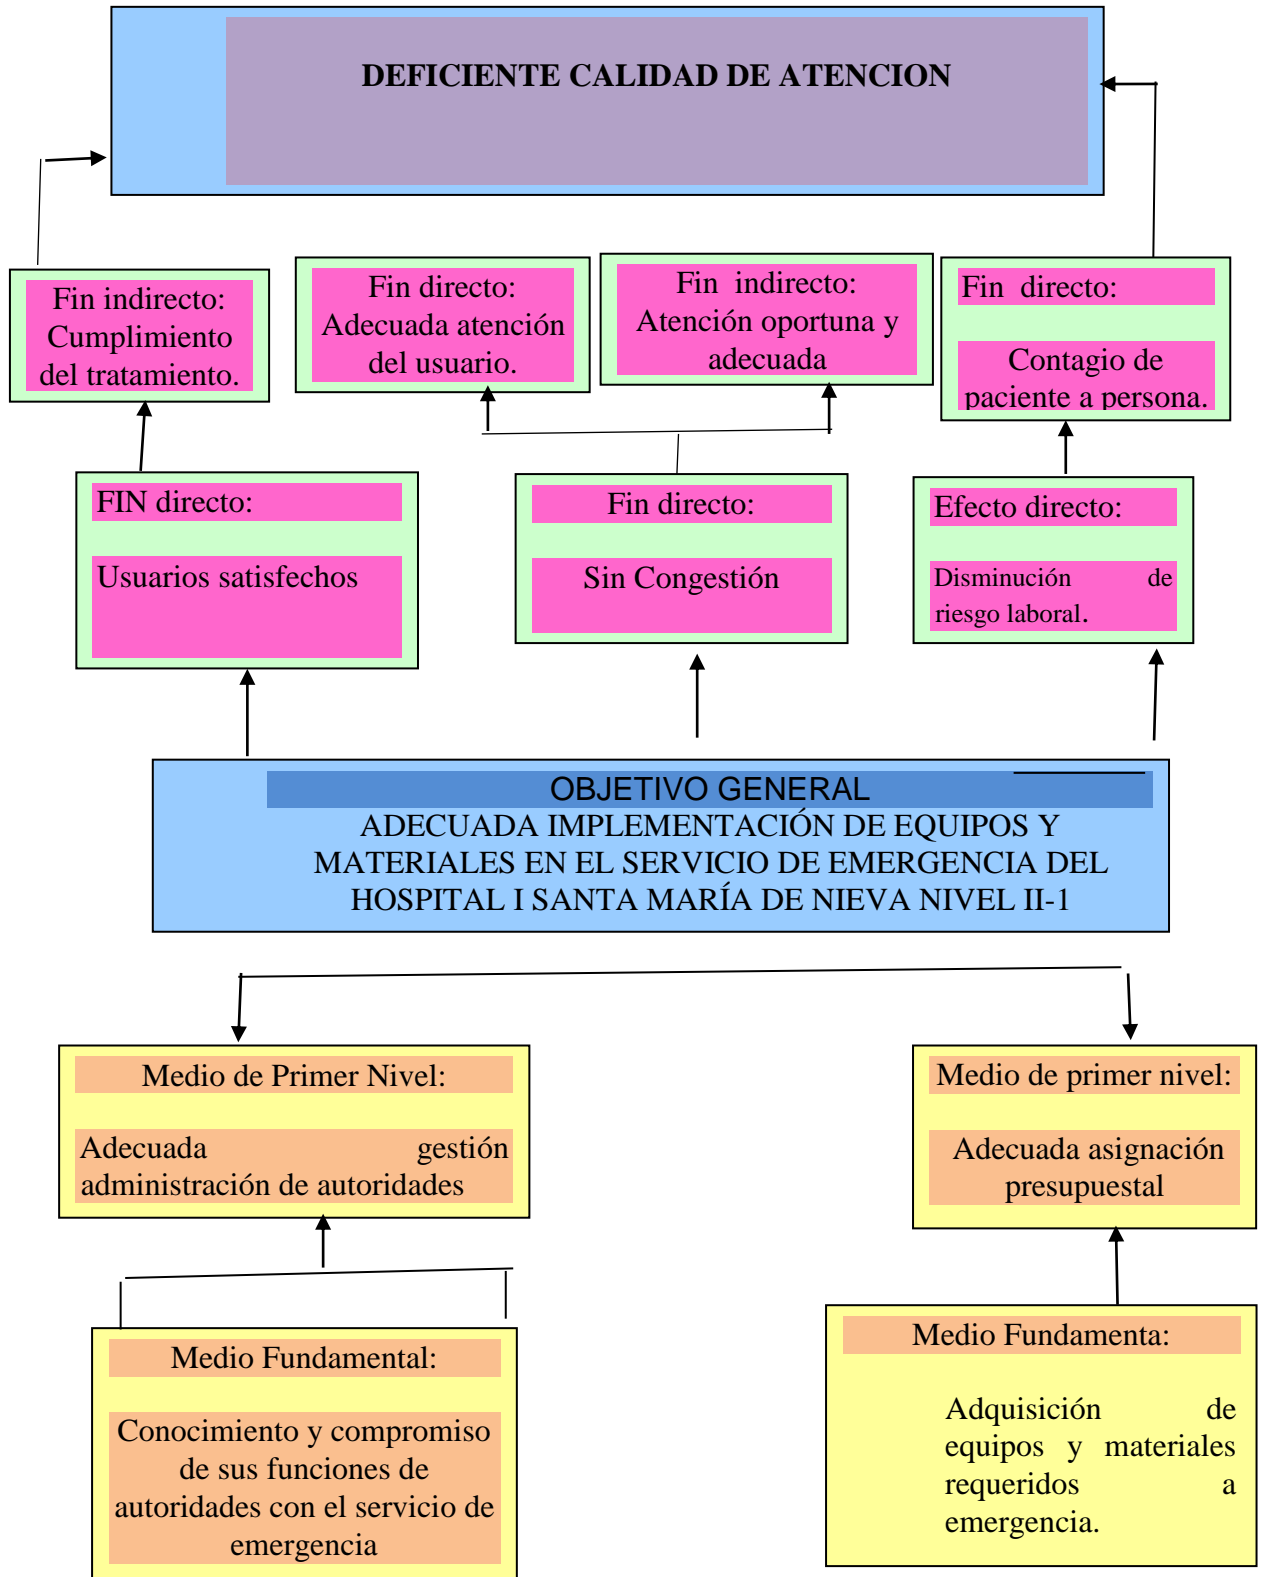 DEFICIENTE CALIDAD DE ATENCION
Fin indirecto:
Cumplimiento
del tratamiento.
Fin directo:
Adecuada atención
del usuario.
Fin indirecto:
Atención oportuna y
adecuada
Fin directo:
Contagio de
paciente a persona.
FIN directo:
Usuarios satisfechos
Fin directo:
Sin Congestión
Efecto directo:
Disminución de
riesgo laboral.
OBJETIVO GENERAL
ADECUADA IMPLEMENTACIÓN DE EQUIPOS Y
MATERIALES EN EL SERVICIO DE EMERGENCIA DEL
HOSPITAL I SANTA MARÍA DE NIEVA NIVEL II-1
Medio de Primer Nivel:
Adecuada gestión
administración de autoridades
Medio de primer nivel:
Adecuada asignación
presupuestal
Medio Fundamental:
Conocimiento y compromiso
de sus funciones de
autoridades con el servicio de
emergencia
Medio Fundamenta:
Adquisición de
equipos y materiales
requeridos a
emergencia.